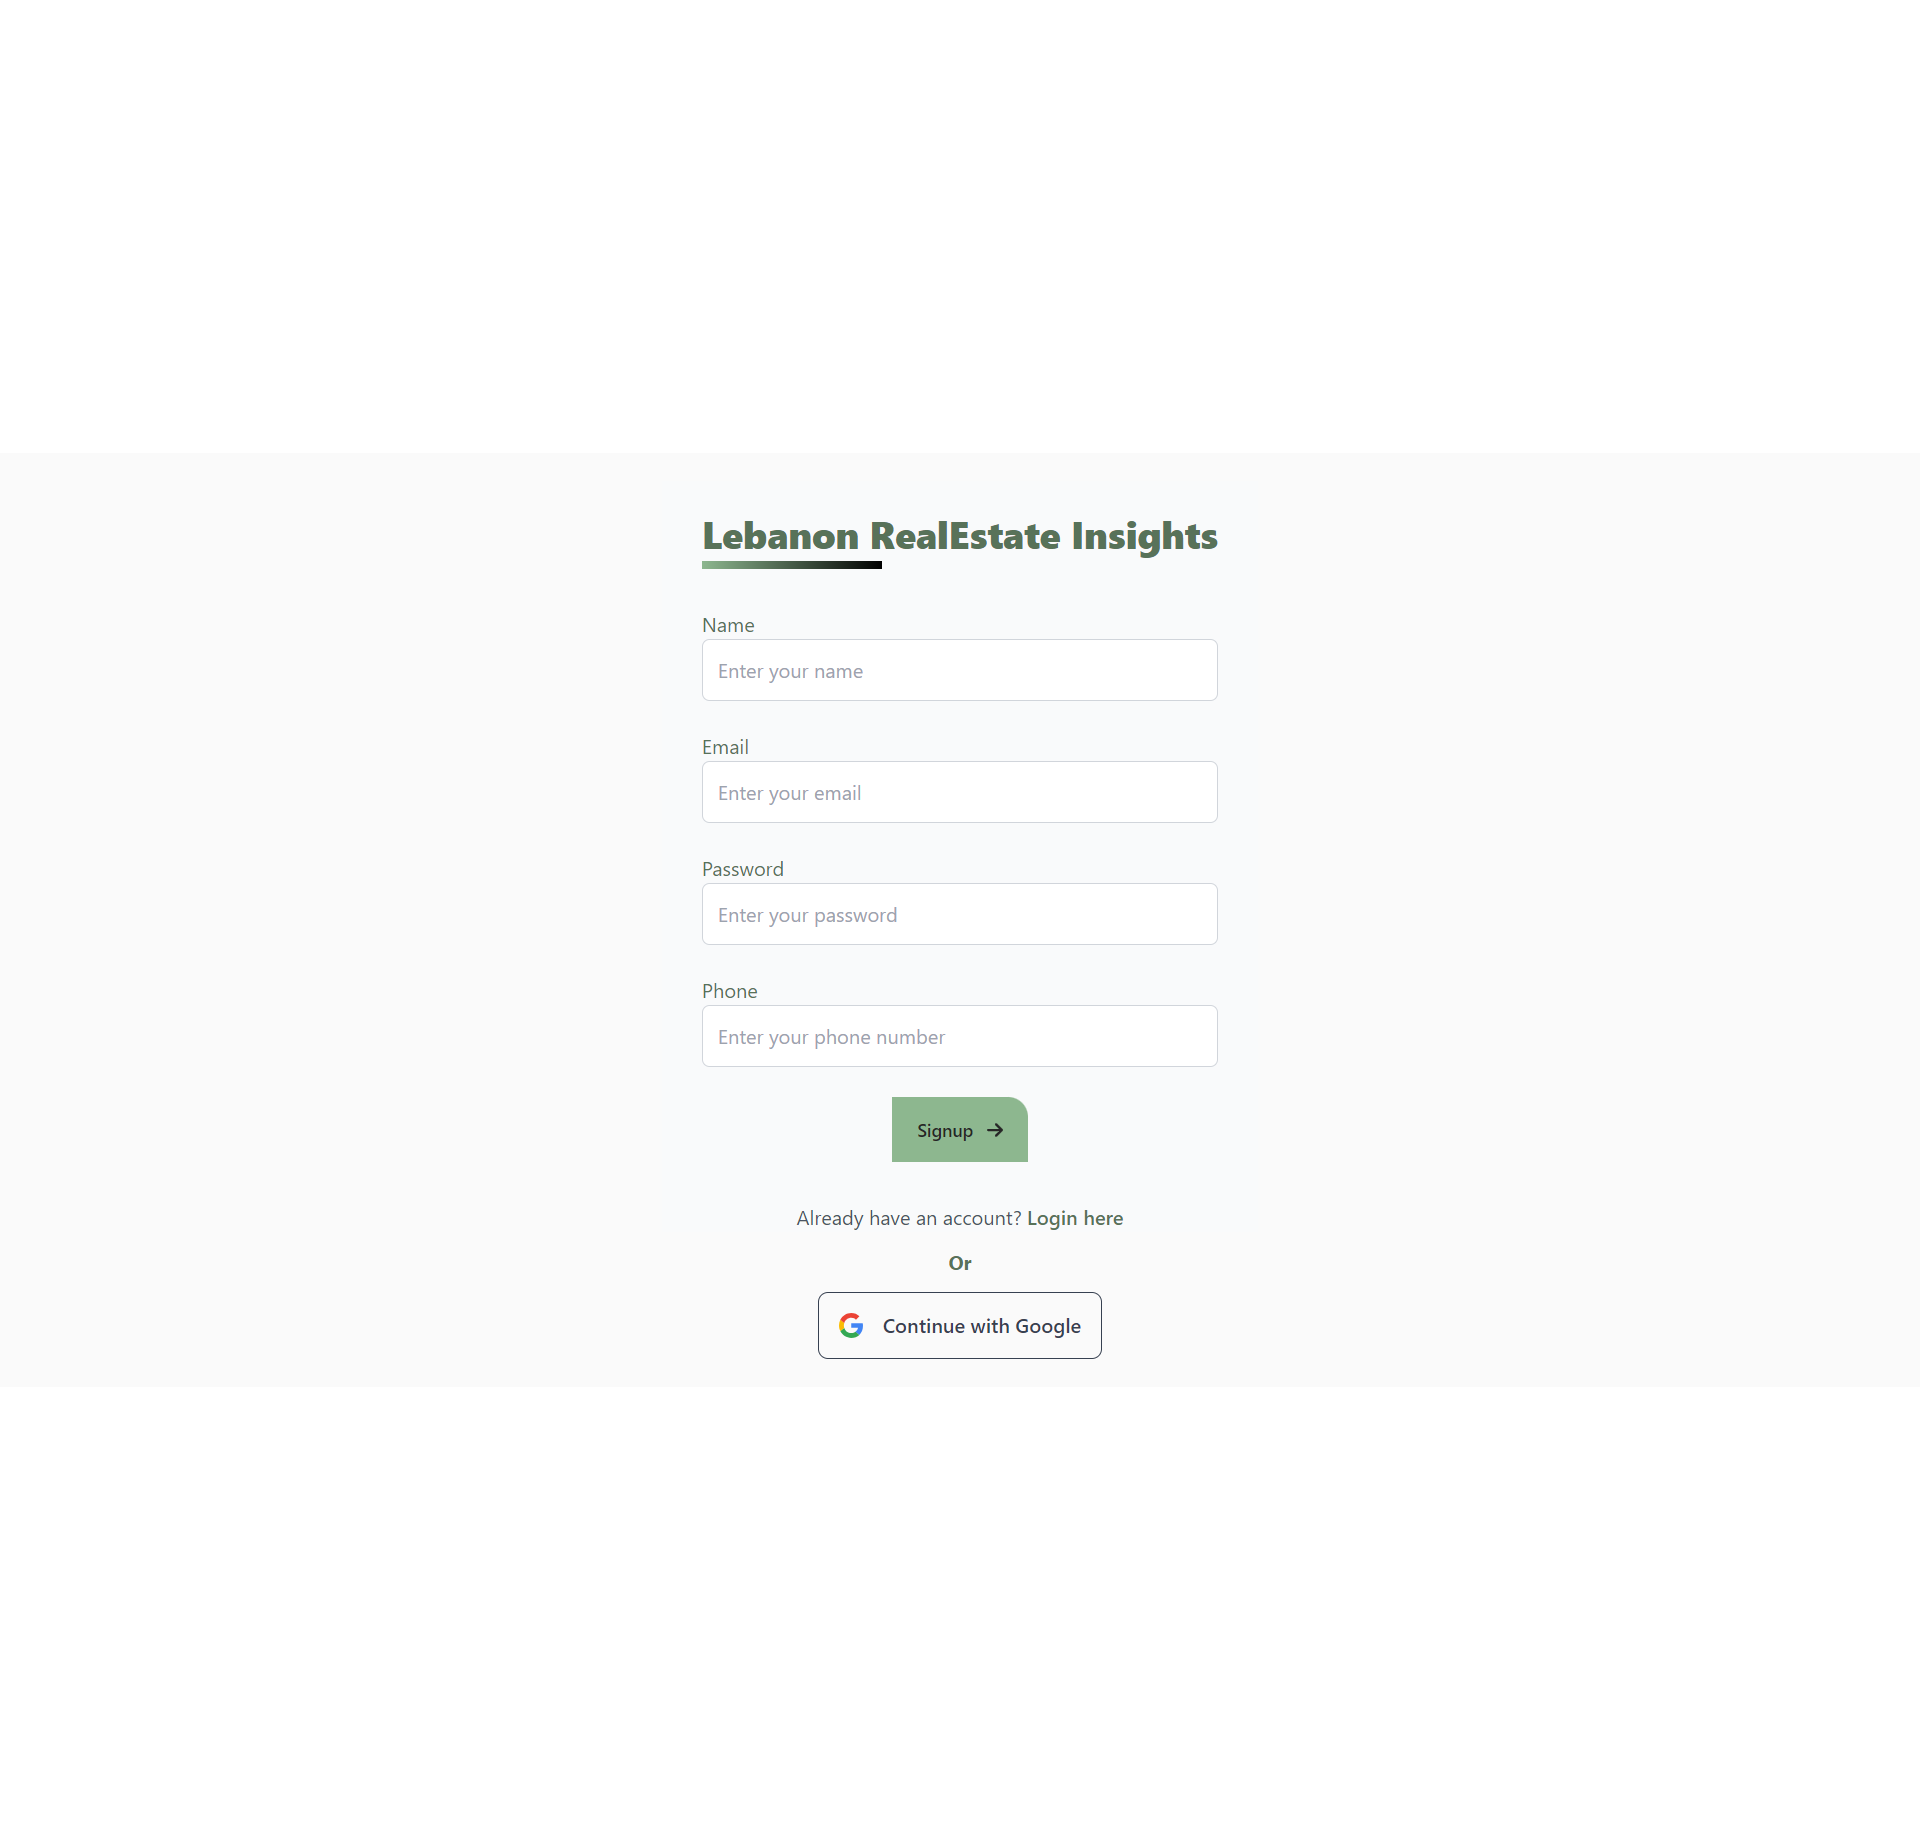 Lebanon RealEstate Insights
Name
Enter your name
Email
Enter your email
Password
Enter your password
Phone
Enter your phone number
Signup
Already have an account? Login here
Or
Continue with Google